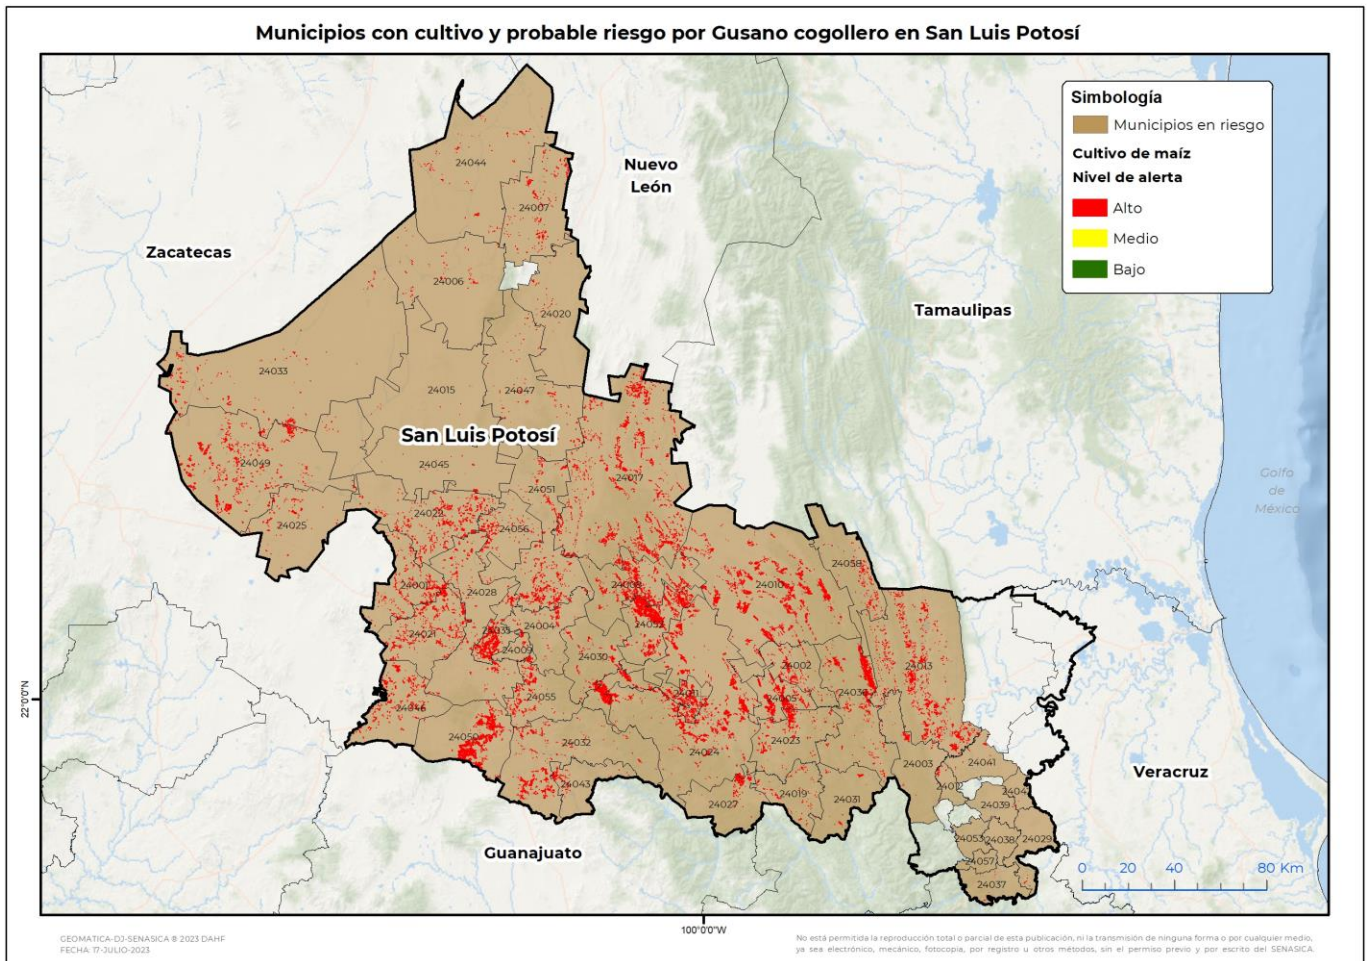 Municipios con cultivo y probable riesgo por Gusano cogollero en San Luis Potosí
Simbología
Municipios en riesgo
Cultivo de maíz
Nivel de alerta
Alto
Medio
Bajo
Nuevo
León
Zacatecas
Tamaulipas
San Luis Potosí
Golfo
de
México
Guanajuato
Veracruz
24044
24007
24006
24020
24033
24015
24047
24049
24045
24017
24051
24025
24022
24056
24058
24010
24028
24021
24004
24009
24030
24002
24013
24005
24036
24055
24046
24050
24032
24023
24024
24003
24041
24043
24019
24031
24027
24039
24053
24038
24029
24057
24037
22°0'0"N
100°0'0"W
0 20 40 80 Km
GEOMATICA-DJ-SENASICA ® 2023 DAHF
FECHA: 17-JULIO-2023
No está permitida la reproducción total o parcial de esta publicación, ni la transmisión de ninguna forma o por cualquier medio,
ya sea electrónico, mecánico, fotocopia, por registro u otros métodos, sin el permiso previo y por escrito del SENASICA.